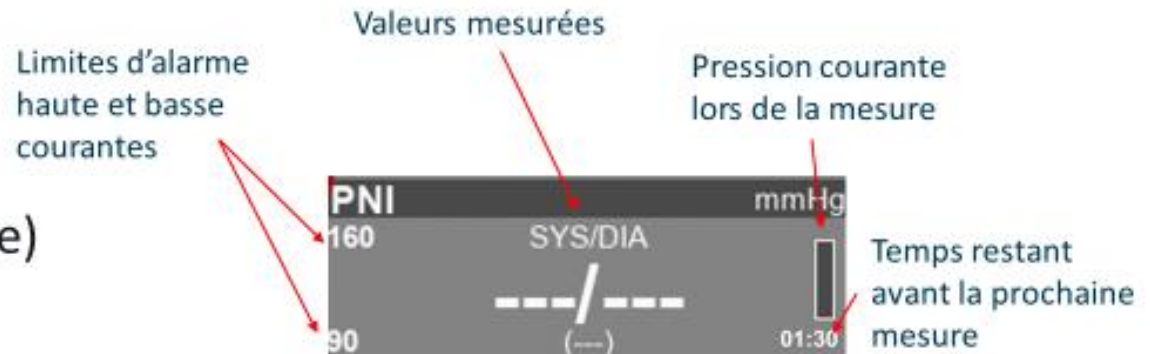 Valeurs mesurées
Limites d'alarme
haute et basse
courantes
Pression courante
lors de la mesure
e)
PNI
mmHg
160
SYS/DIA
---/---
90
(---)
01:30
Temps restant
avant la prochaine
mesure